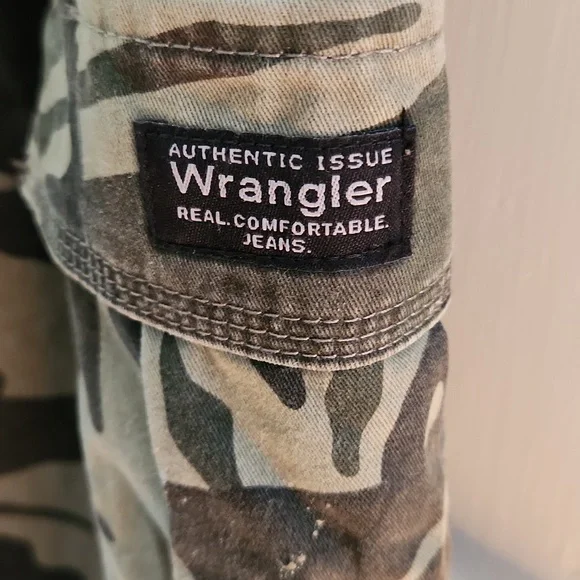 AUTHENTIC ISSUE
Wrangler
REAL.COMFORTABLE.
JEANS.